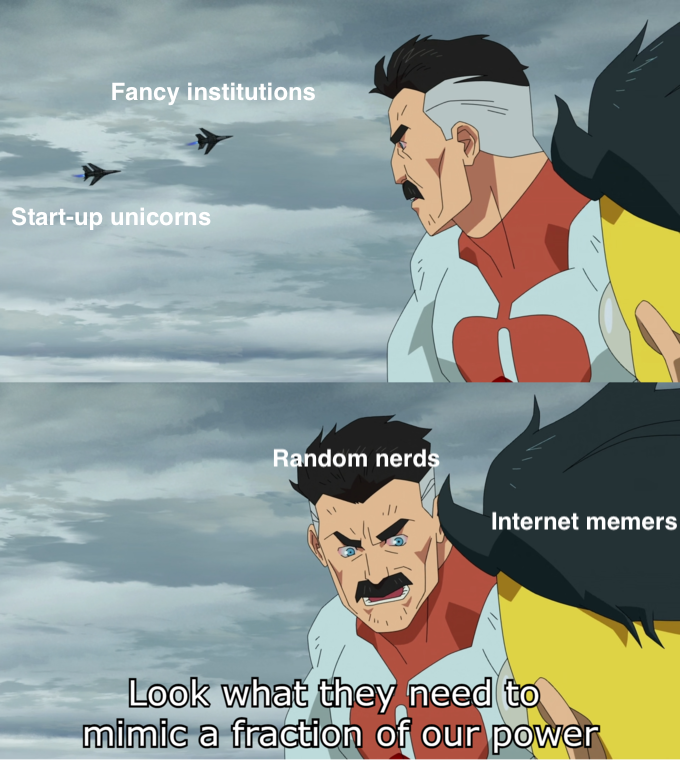 Fancy institutions
Start-up unicorns
Random nerds
Internet memers
Look what they need to
mimic a fraction of our power